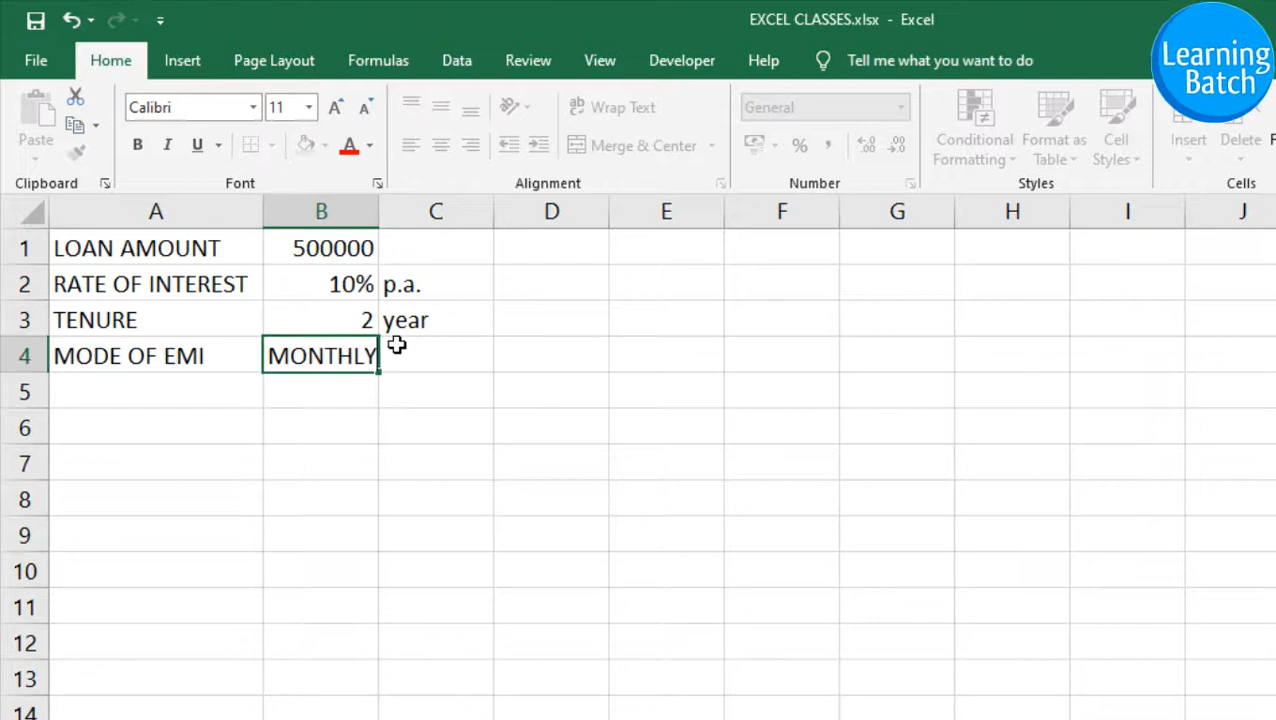 EXCEL CLASSES.xlsx - Excel
Learning
Batch
File Home Insert Page Layout Formulas Data Review View Developer Help Tell me what you want to do
Paste
Calibri 11
B I U
Wrap Text
Merge & Center
General
Conditional
Formatting
Format as
Table
Cell
Styles
Insert Delete
Clipboard Font Alignment Number Styles Cells
A B C D E F G H I J
1 LOAN AMOUNT 500000
2 RATE OF INTEREST 10% p.a.
3 TENURE 2 year
4 MODE OF EMI MONTHLY
5
6
7
8
9
10
11
12
13
14